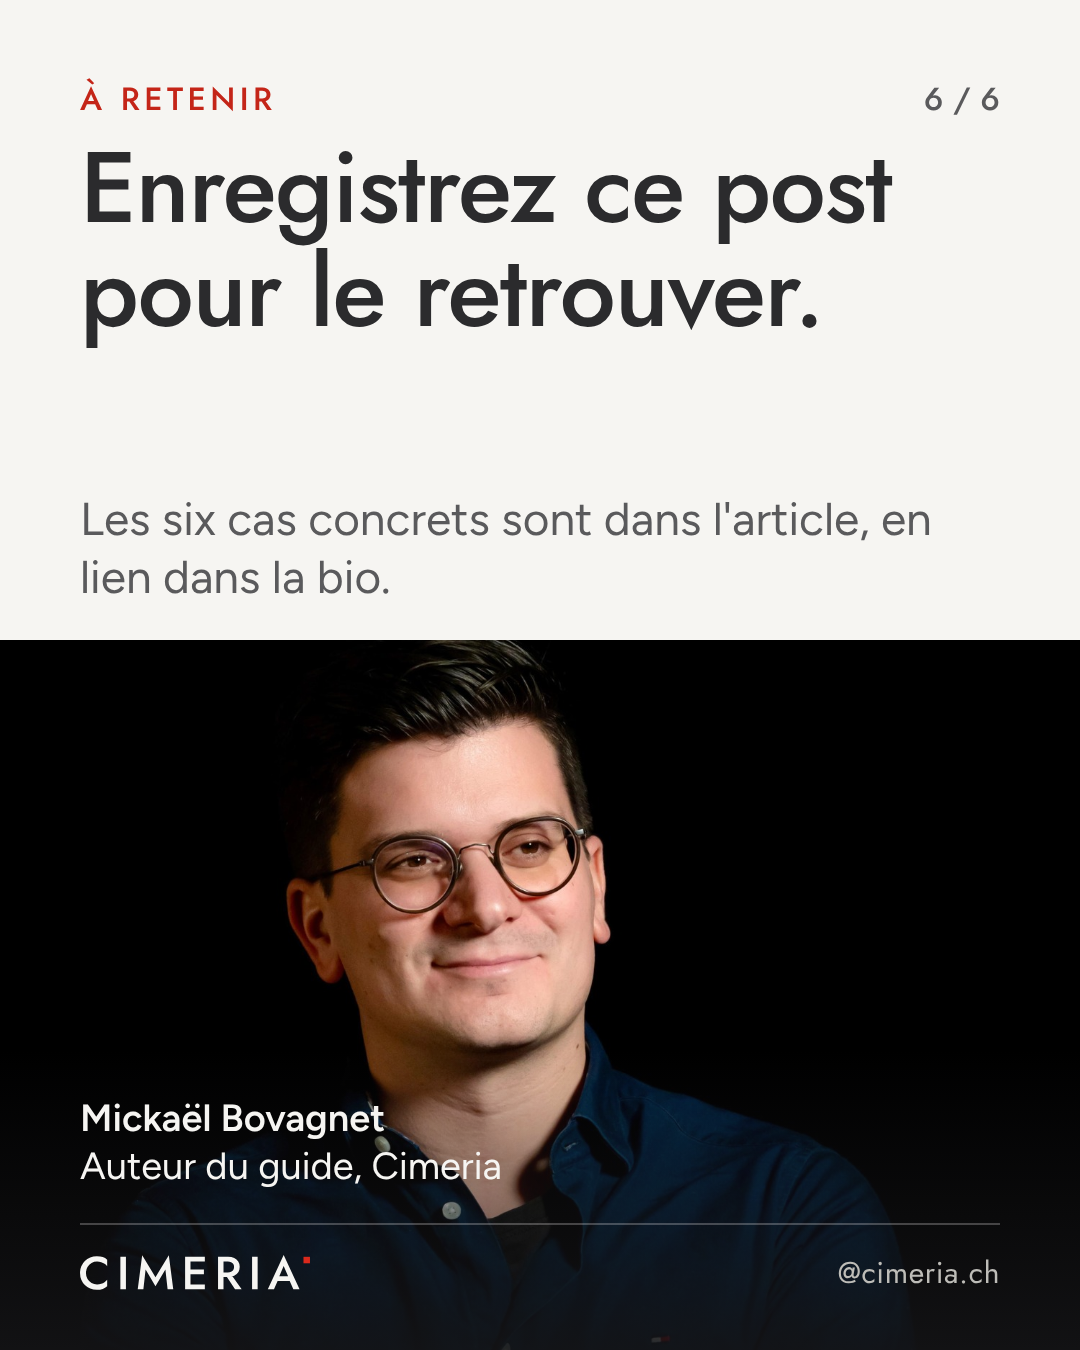 À RETENIR
6 / 6
Enregistrez ce post
pour le retrouver.
Les six cas concrets sont dans l'article, en
lien dans la bio.
Mickaël Bovagnet
Auteur du guide, Cimeria
CIMERIA
@cimeria.ch